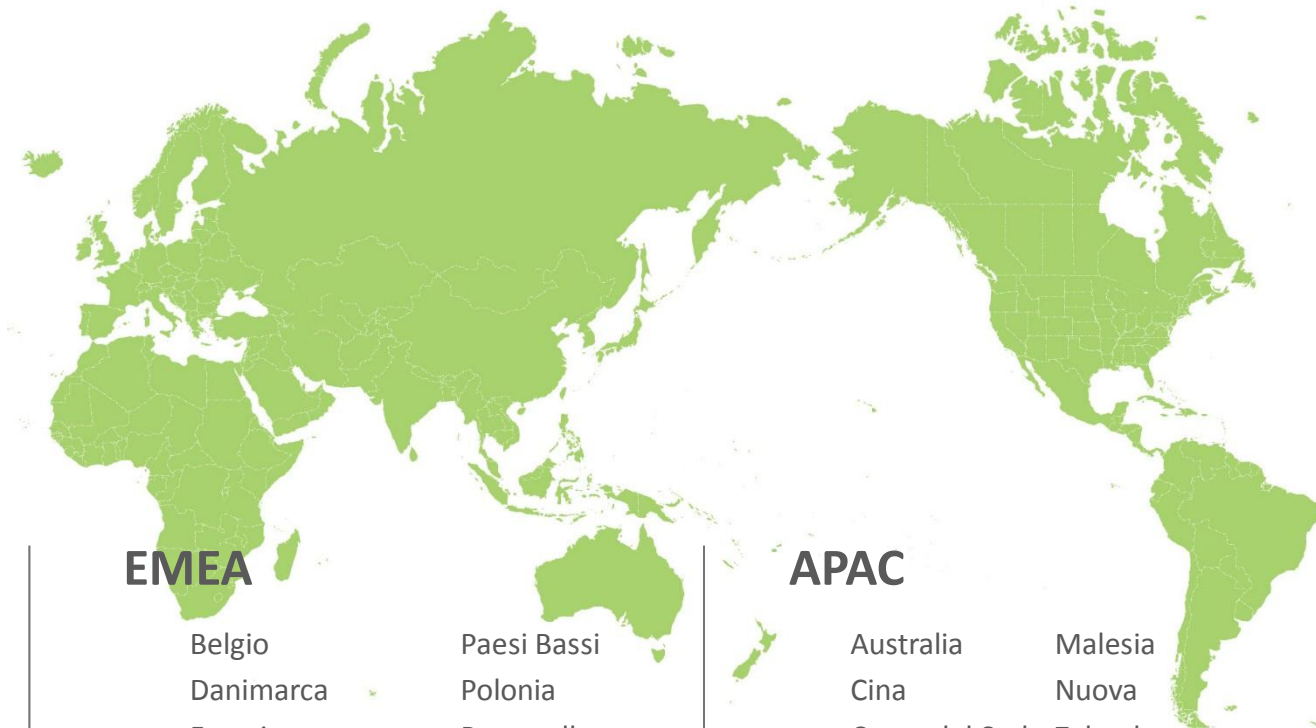 EMEA
Belgio
Danimarca
Paesi Bassi
Polonia
APAC
Australia
Cina
Malesia
Nuova